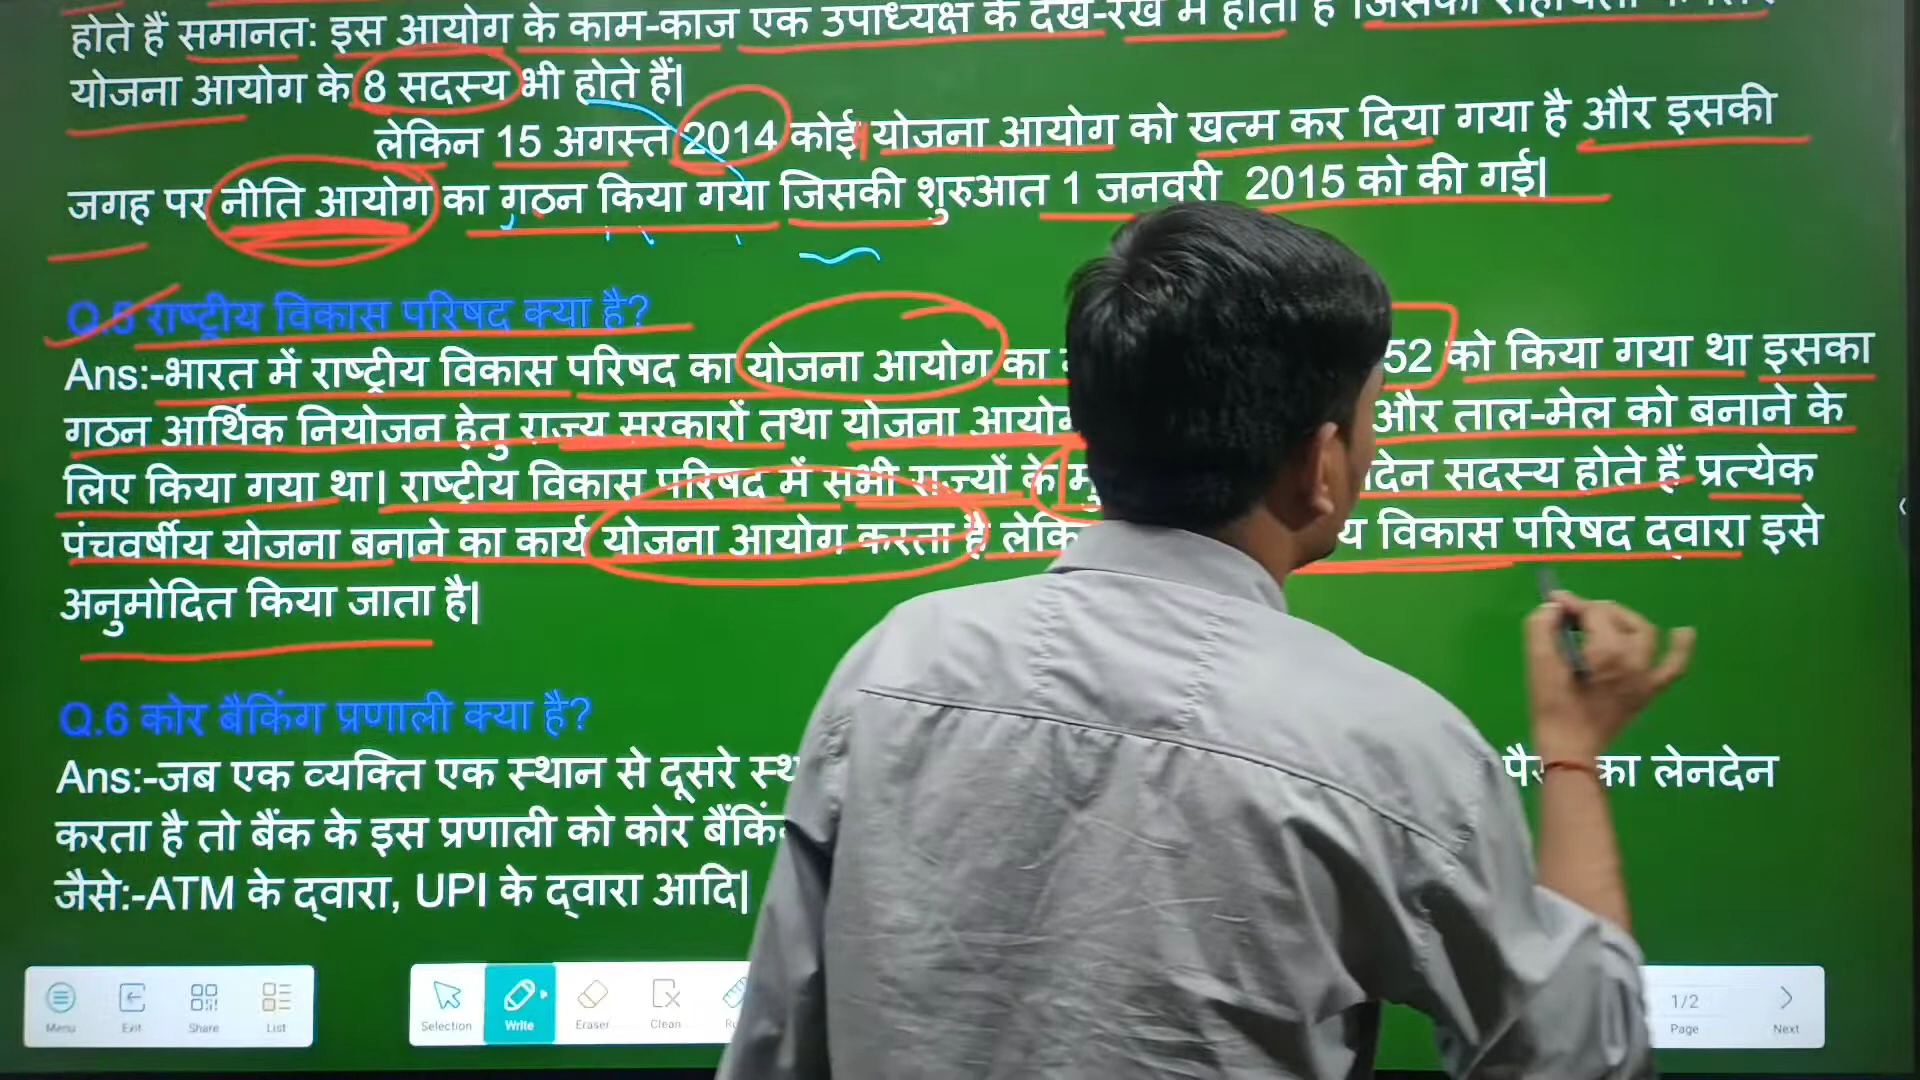 होते हैं समानत: इस आयोग के काम-काज एक उपाध्यक्ष के देख-रेख में होता है जिसकी सहायता के लिए
योजना आयोग के 8 सदस्य भी होते हैं|
लेकिन 15 अगस्त 2014 कोई योजना आयोग को खत्म कर दिया गया है और इसकी
जगह पर नीति आयोग का गठन किया गया जिसकी शुरुआत 1 जनवरी 2015 को की गई|
Q.5 राष्ट्रीय विकास परिषद क्या है?
Ans:-भारत में राष्ट्रीय विकास परिषद का योजना आयोग का 52 को किया गया था इसका
गठन आर्थिक नियोजन हेतु राज्य सरकारों तथा योजना और ताल-मेल को बनाने के
लिए किया गया था| राष्ट्रीय विकास परिषद में सभी राज्यों के सदस्य होते हैं प्रत्येक
पंचवर्षीय योजना बनाने का कार्य योजना आयोग करता है विकास परिषद द्वारा इसे
अनुमोदित किया जाता है|
Q.6 कोर बैकिंग प्रणाली क्या है?
Ans:-जब एक व्यक्ति एक स्थान से दूसरे का लेनदेन
करता है तो बैंक के इस प्रणाली को कोर
जैसे:-ATM के द्वारा, UPI के द्वारा आदि|
Menu Exit Share List Selection Write Eraser Clean 1/2 Page Next